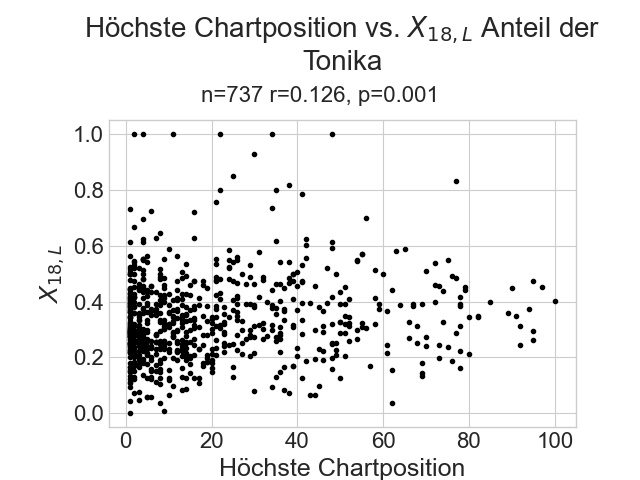 Höchste Chartposition vs. X18, L Anteil der
Tonika
n=737 r=0.126, p=0.001
1.0
0.8
0.6
0.4
0.2
0.0
X18, L
0 20 40 60 80 100
Höchste Chartposition